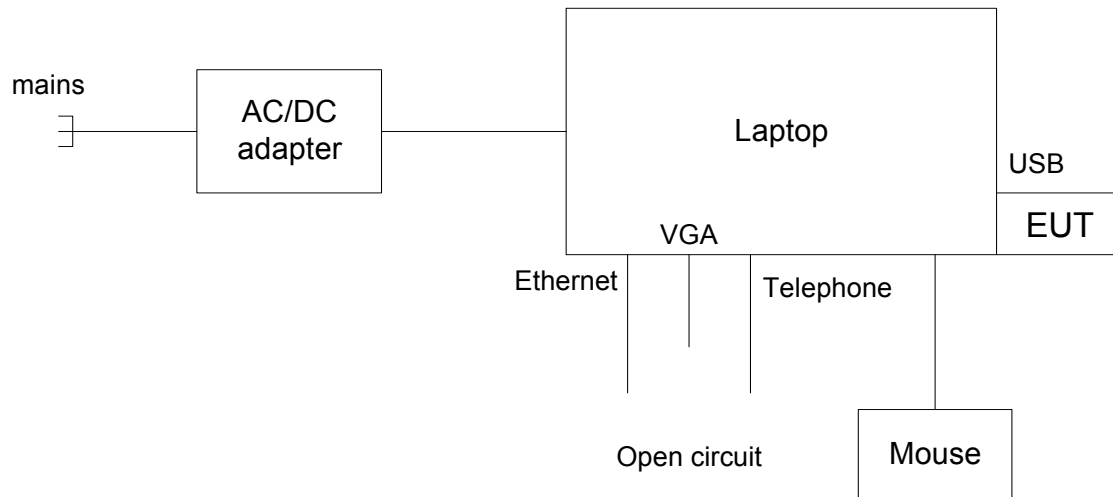 mains
AC/DC
adapter
Laptop
USB
EUT
VGA
Ethernet
Telephone
Open circuit
Mouse